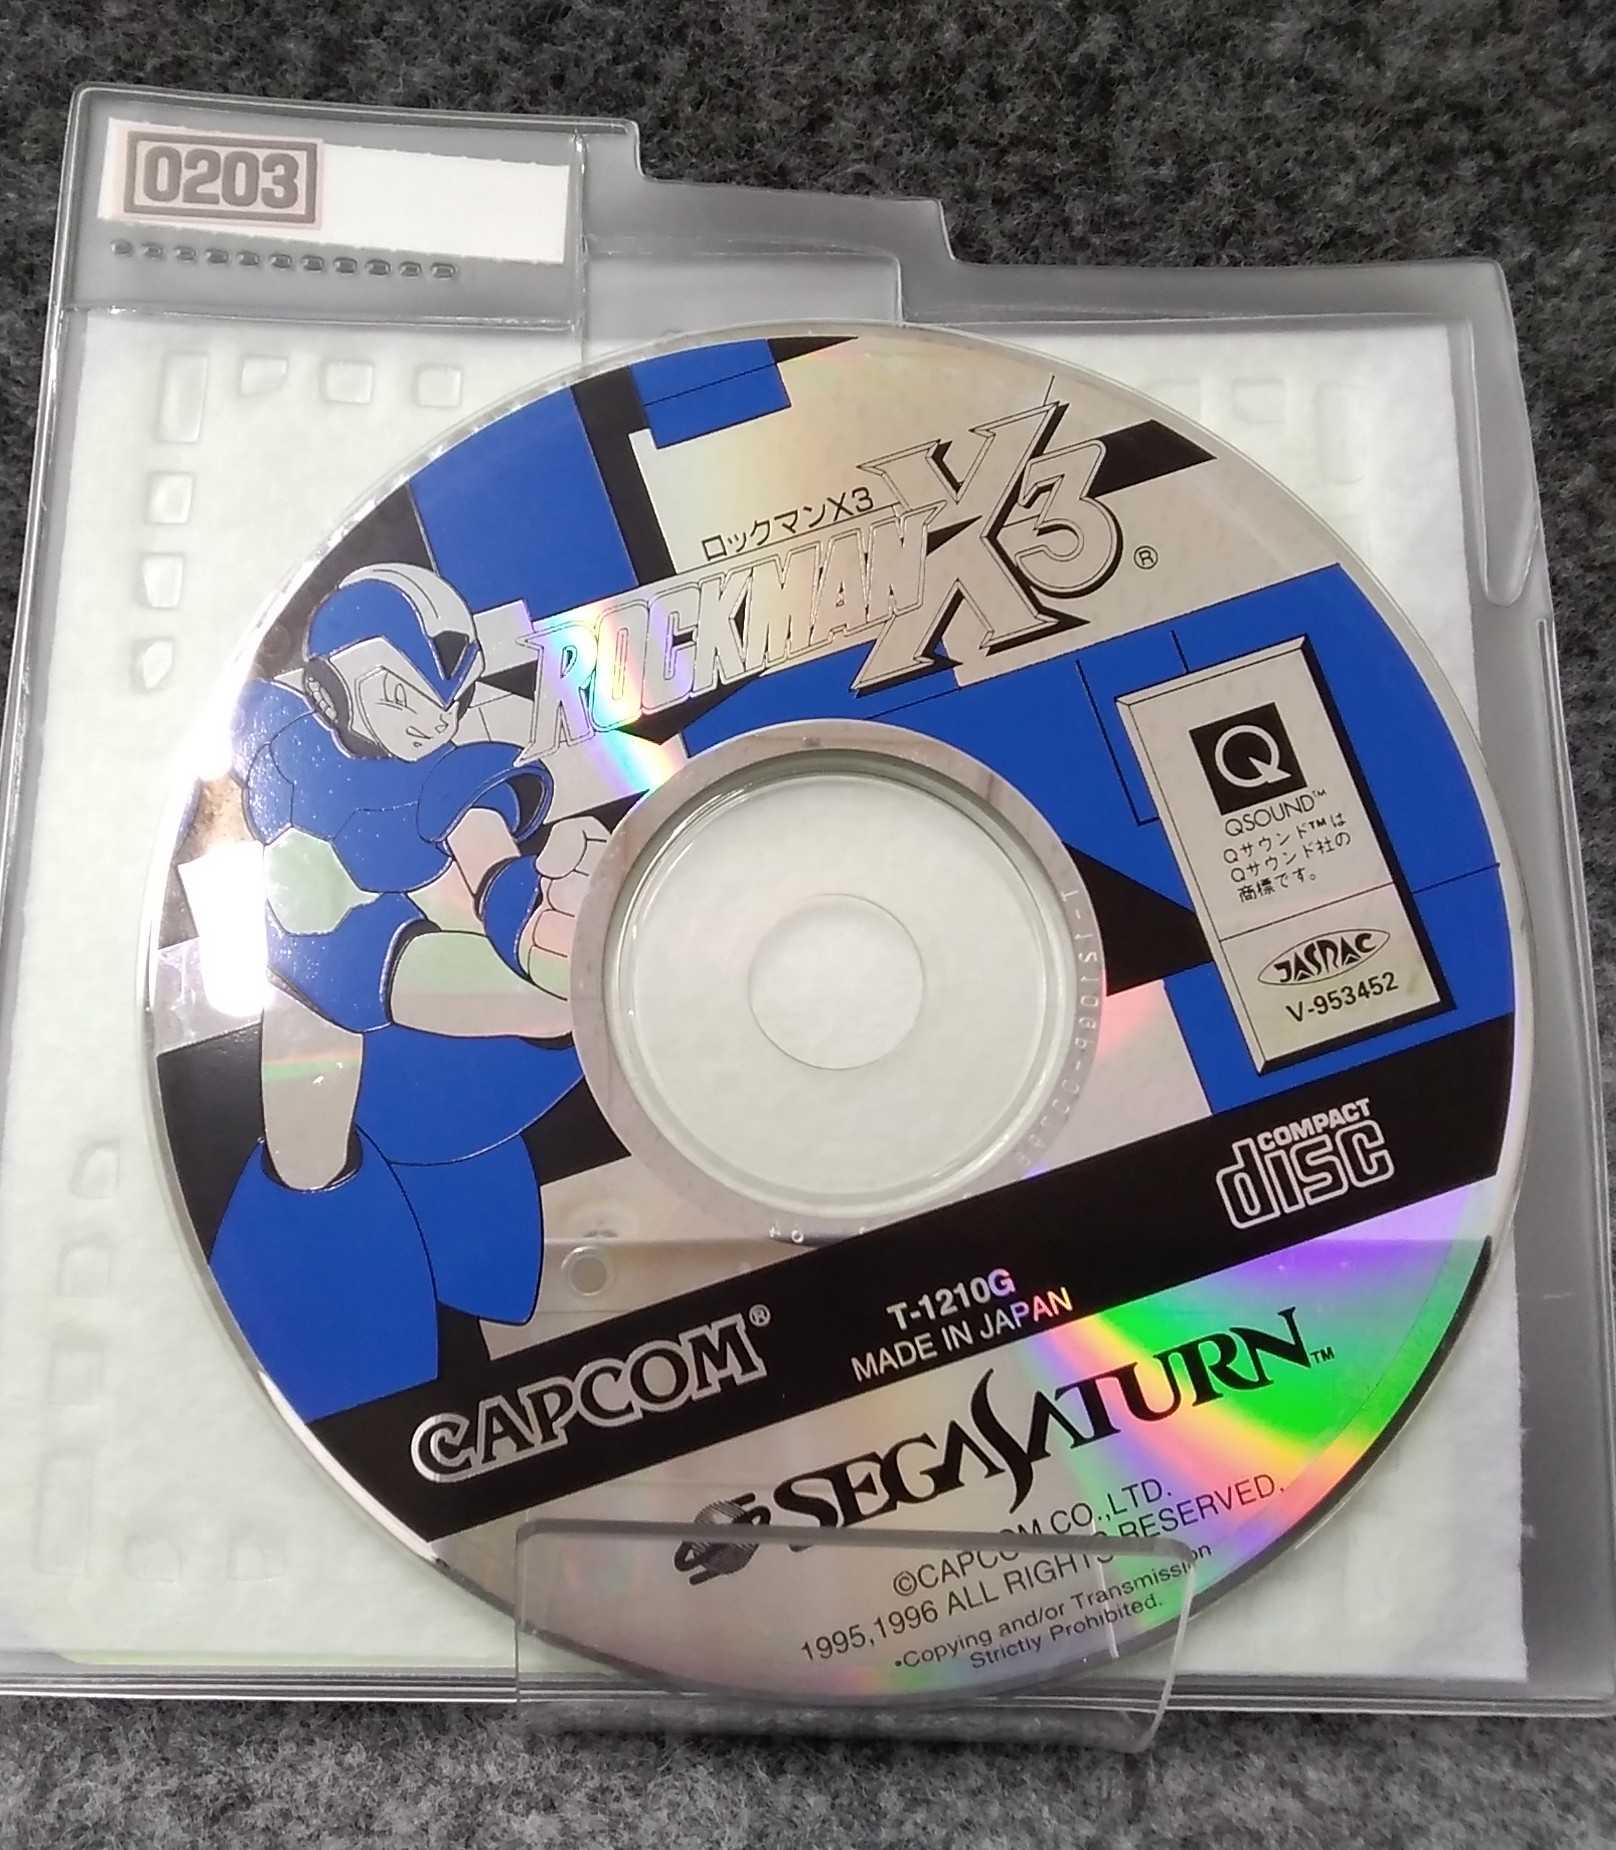 0203
ロックマンX3
ROCKMAN X3®
Q
QSOUND™
Qサウンド™は
Qサウンド社の
商標です。
JASRAC
V-953452
COMPACT
disc
T-1210G
MADE IN JAPAN
CAPCOM®
SEGA SATURN™
©CAPCOM CO.,LTD.
1995,1996 ALL RIGHTS RESERVED,
•Copying and/or Transmission
Strictly Prohibited.